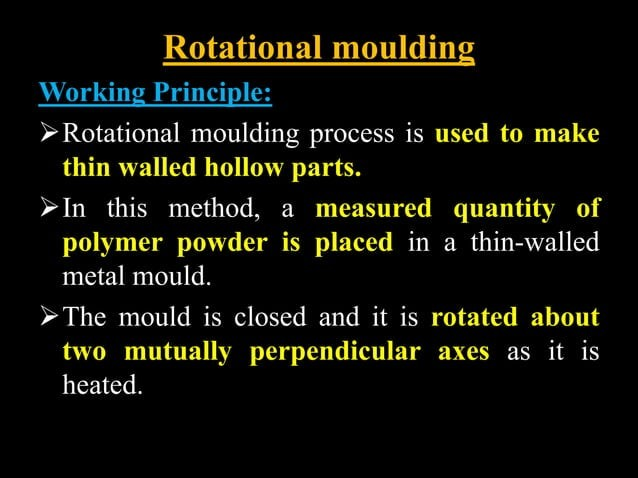 Rotational moulding
Working Principle:
➢Rotational moulding process is used to make
thin walled hollow parts.
➢In this method, a measured quantity of
polymer powder is placed in a thin-walled
metal mould.
➢The mould is closed and it is rotated about
two mutually perpendicular axes as it is
heated.